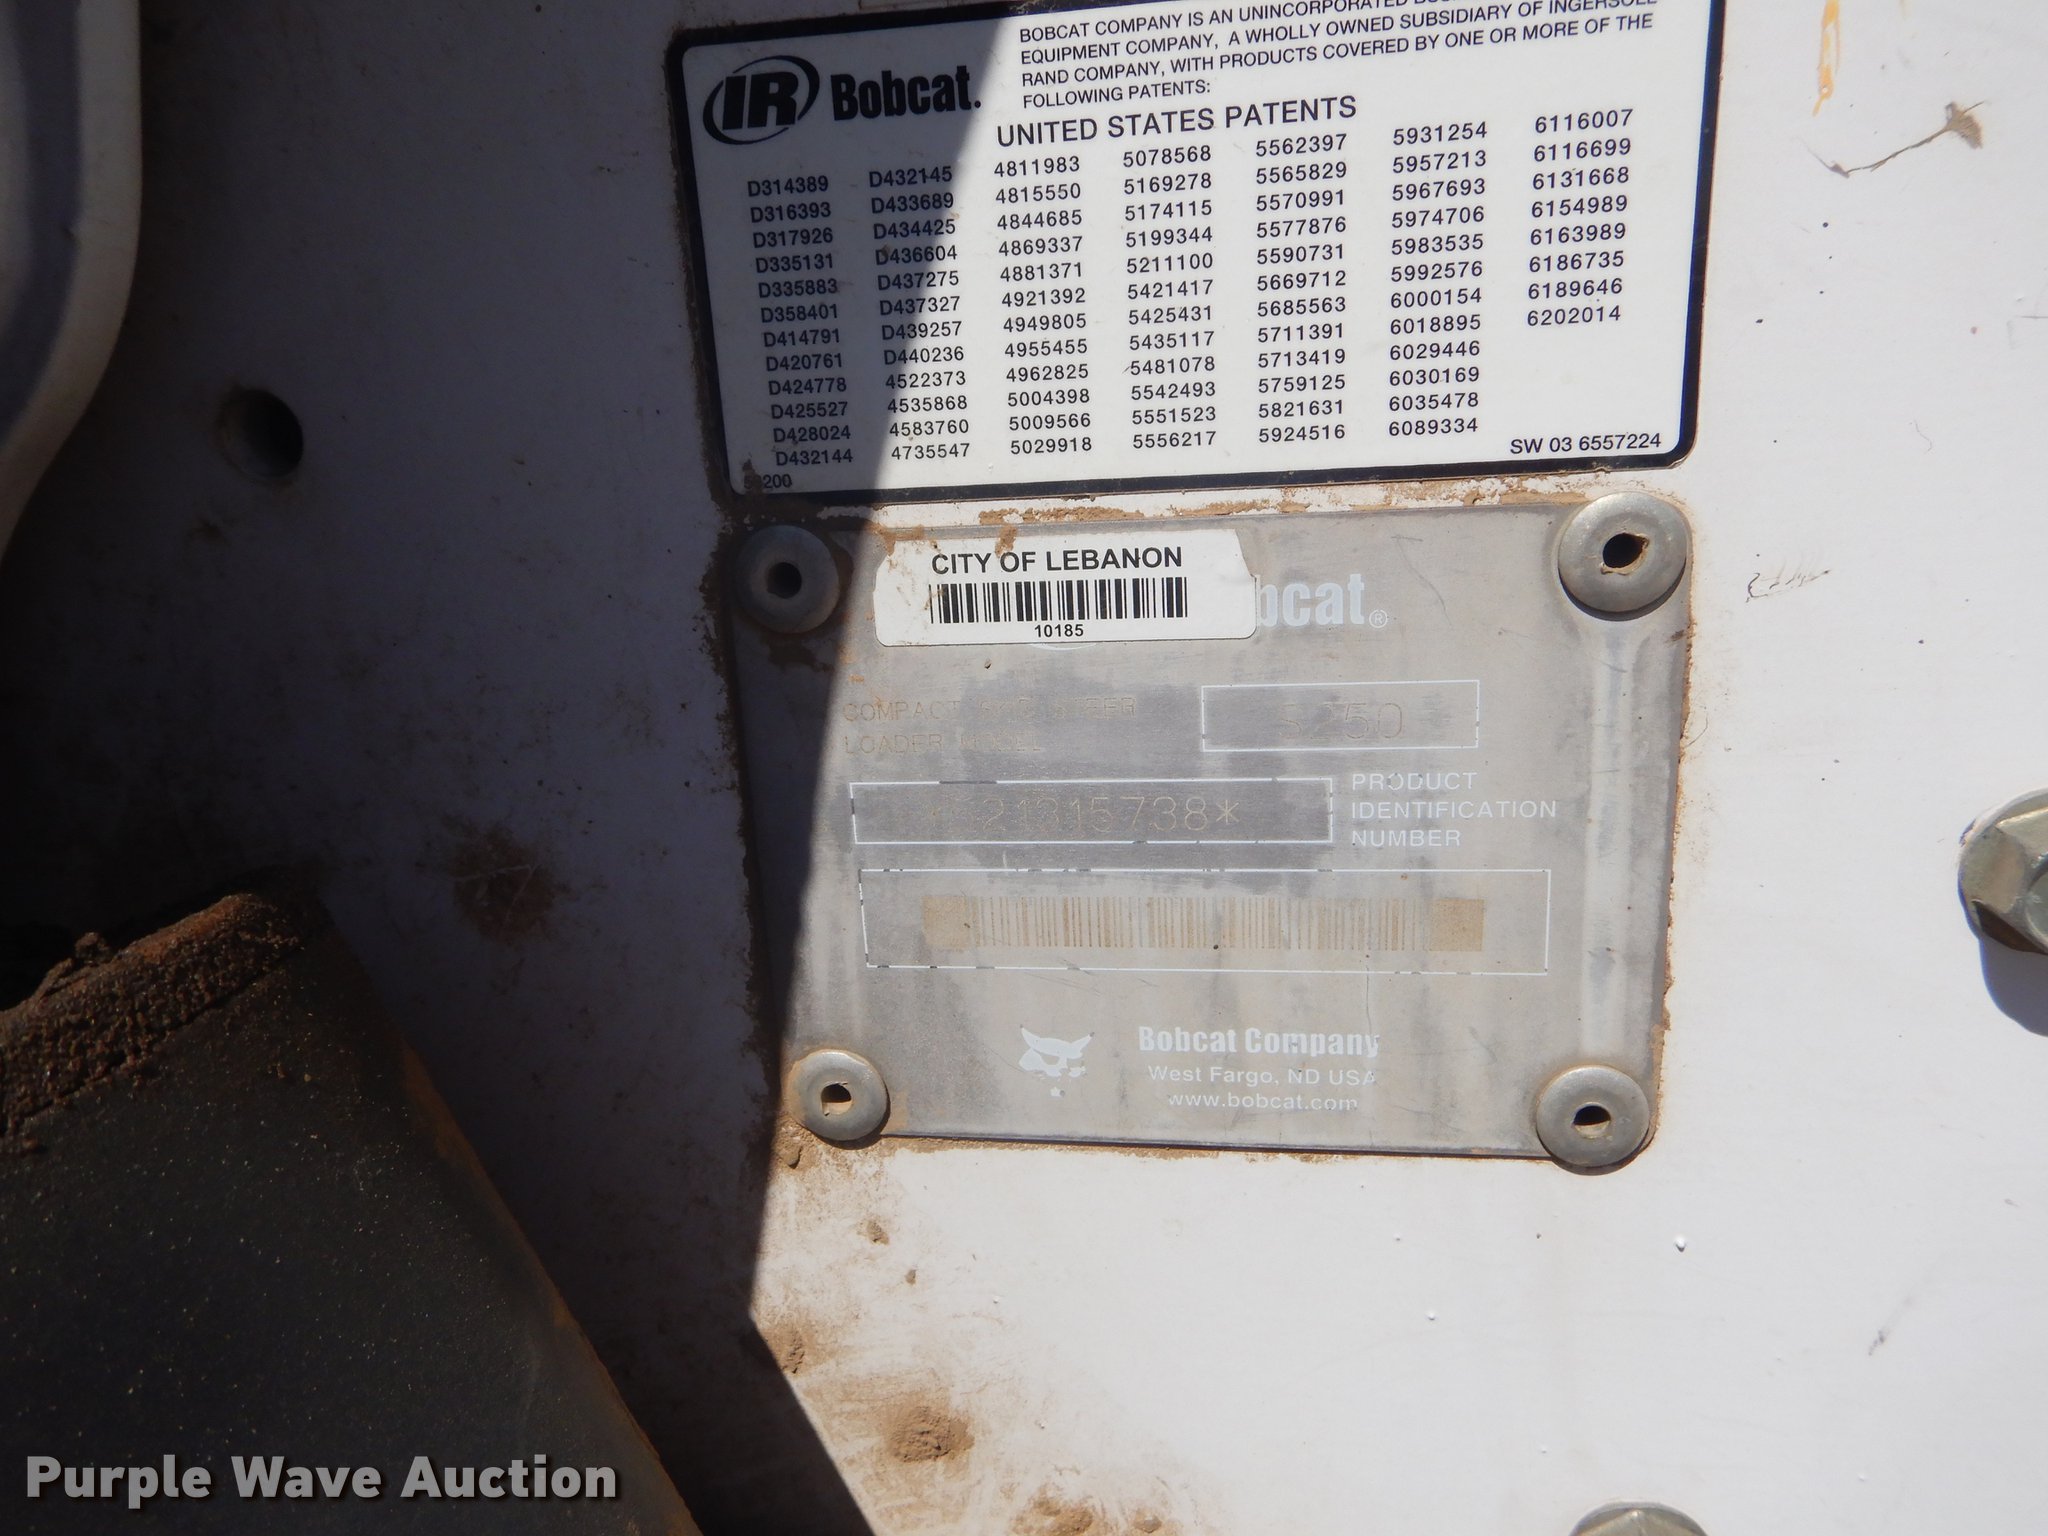 BOBCAT COMPANY IS AN UNINCORPORATED
EQUIPMENT COMPANY, A WHOLLY OWNED SUBSIDIARY OF INGERSOLL
RAND COMPANY, WITH PRODUCTS COVERED BY ONE OR MORE OF THE
FOLLOWING PATENTS:
IR Bobcat.
UNITED STATES PATENTS
D314389 D432145 4811983 5078568 5562397 5931254 6116007
D316393 D433689 4815550 5169278 5565829 5957213 6116699
D317926 D434425 4844685 5174115 5570991 5967693 6131668
D335131 D436604 4869337 5199344 5577876 5974706 6154989
D335883 D437275 4881371 5211100 5590731 5983535 6163989
D358401 D437327 4921392 5421417 5669712 5992576 6186735
D414791 D439257 4949805 5425431 5685563 6000154 6189646
D420761 D440236 4955455 5435117 5711391 6018895 6202014
D424778 4522373 4962825 5481078 5713419 6029446
D425527 4535868 5004398 5542493 5759125 6030169
D428024 4583760 5009566 5551523 5821631 6035478
D432144 4735547 5029918 5556217 5924516 6089334
SW 03 6557224
CITY OF LEBANON
10185
bcat®
COMPACT STEER
LOADER MODEL
S250
21315738*
PRODUCT
IDENTIFICATION
NUMBER
Bobcat Company
West Fargo, ND USA
www.bobcat.com
Purple Wave Auction